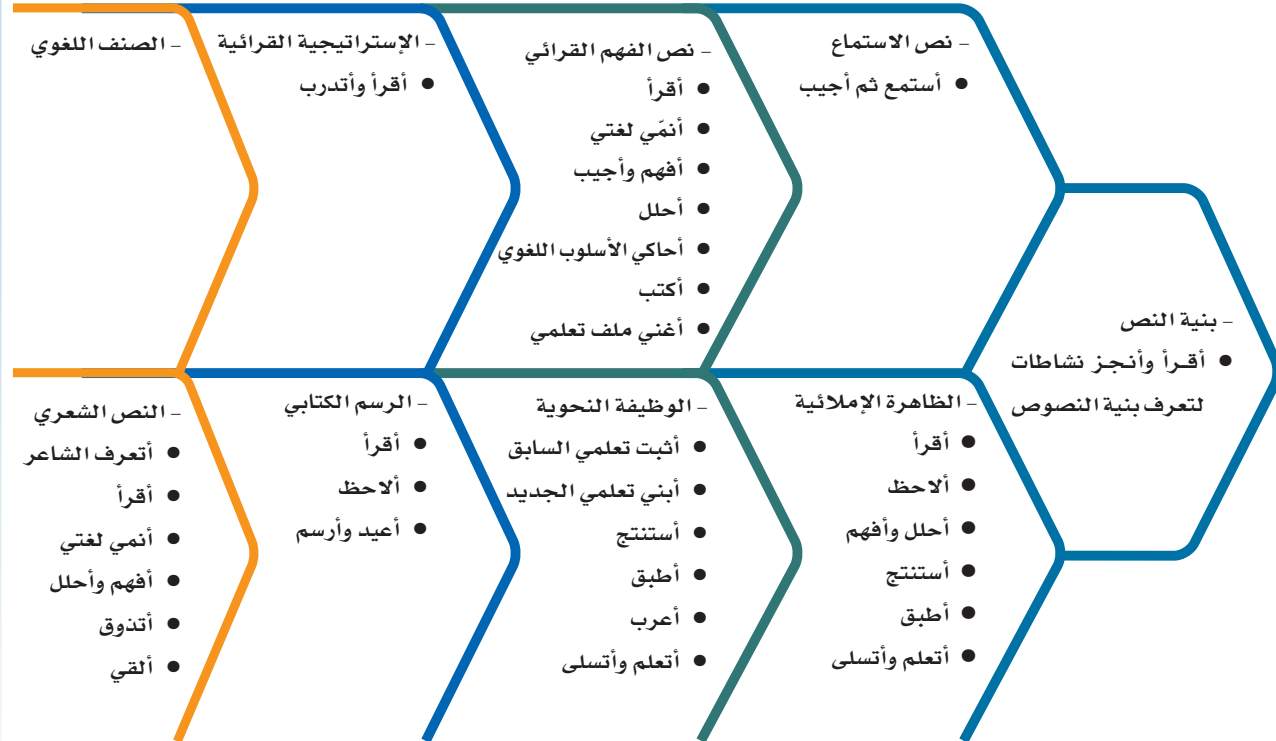 – بنية النص
● أقـرأ وأنـجـز نشاطات
لتعرف بنية النصوص
– نص الاستماع
● أستمع ثم أجيب
– نص الفهم القرائي
● أقرأ
● أنمّي لغتي
● أفهم وأجيب
● أحلل
● أحاكي الأسلوب اللغوي
● أكتب
● أغني ملف تعلمي
– الإستراتيجية القرائية
● أقرأ وأتدرب
– الصنف اللغوي
– الظاهرة الإملائية
● أقرأ
● ألاحظ
● أحلل وأفهم
● أستنتج
● أطبق
● أتعلم وأتسلى
– الوظيفة النحوية
● أثبت تعلمي السابق
● أبني تعلمي الجديد
● أستنتج
● أطبق
● أعرب
● أتعلم وأتسلى
– الرسم الكتابي
● أقرأ
● ألاحظ
● أعيد وأرسم
– النص الشعري
● أتعرف الشاعر
● أقرأ
● أنمي لغتي
● أفهم وأحلل
● أتذوق
● ألقي